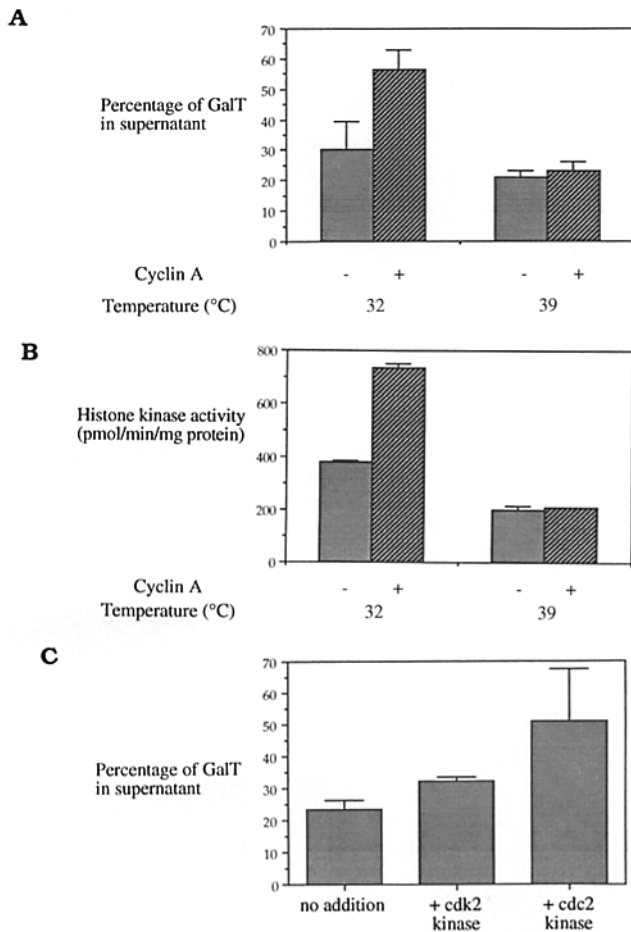 A
Percentage of GalT
in supernatant
70
60
50
40
30
20
10
0
Cyclin A - + - +
Temperature (°C) 32 39
B
Histone kinase activity
(pmol/min/mg protein)
800
600
400
200
0
Cyclin A - + - +
Temperature (°C) 32 39
C
Percentage of GalT
in supernatant
70
60
50
40
30
20
10
0
no addition + cdk2 + cdc2
kinase kinase